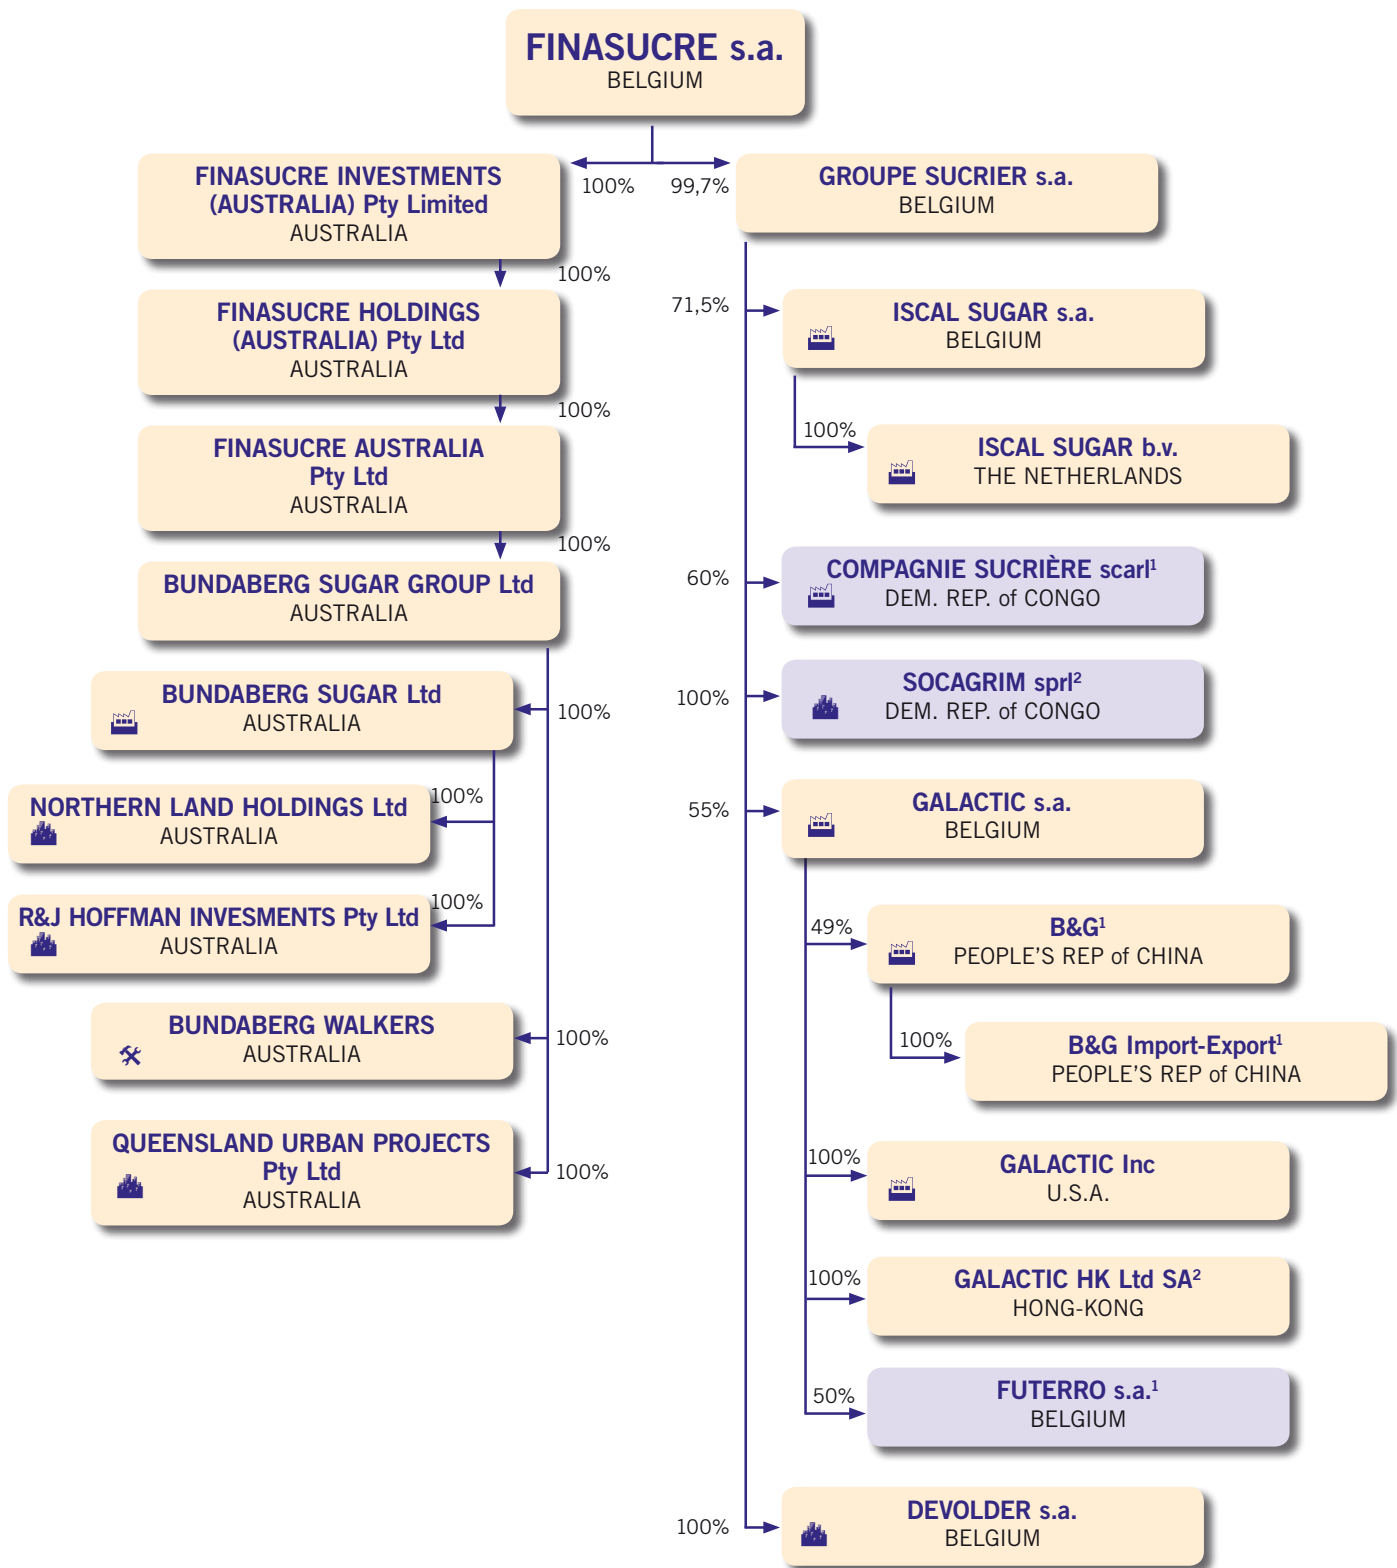 FINASUCRE s.a.
BELGIUM
100%
99,7%
FINASUCRE INVESTMENTS
(AUSTRALIA) Pty Limited
AUSTRALIA
100%
FINASUCRE HOLDINGS
(AUSTRALIA) Pty Ltd
AUSTRALIA
100%
FINASUCRE AUSTRALIA
Pty Ltd
AUSTRALIA
100%
BUNDABERG SUGAR GROUP Ltd
AUSTRALIA
BUNDABERG SUGAR Ltd
AUSTRALIA
100%
NORTHERN LAND HOLDINGS Ltd
AUSTRALIA
100%
R&J HOFFMAN INVESMENTS Pty Ltd
AUSTRALIA
100%
BUNDABERG WALKERS
AUSTRALIA
100%
QUEENSLAND URBAN PROJECTS
Pty Ltd
AUSTRALIA
100%
GROUPE SUCRIER s.a.
BELGIUM
71,5%
ISCAL SUGAR s.a.
BELGIUM
100%
ISCAL SUGAR b.v.
THE NETHERLANDS
60%
COMPAGNIE SUCRIÈRE scarl¹
DEM. REP. of CONGO
100%
SOCAGRIM sprl²
DEM. REP. of CONGO
55%
GALACTIC s.a.
BELGIUM
49%
B&G¹
PEOPLE'S REP of CHINA
100%
B&G Import-Export¹
PEOPLE'S REP of CHINA
100%
GALACTIC Inc
U.S.A.
100%
GALACTIC HK Ltd SA²
HONG-KONG
50%
FUTERRO s.a.¹
BELGIUM
100%
DEVOLDER s.a.
BELGIUM